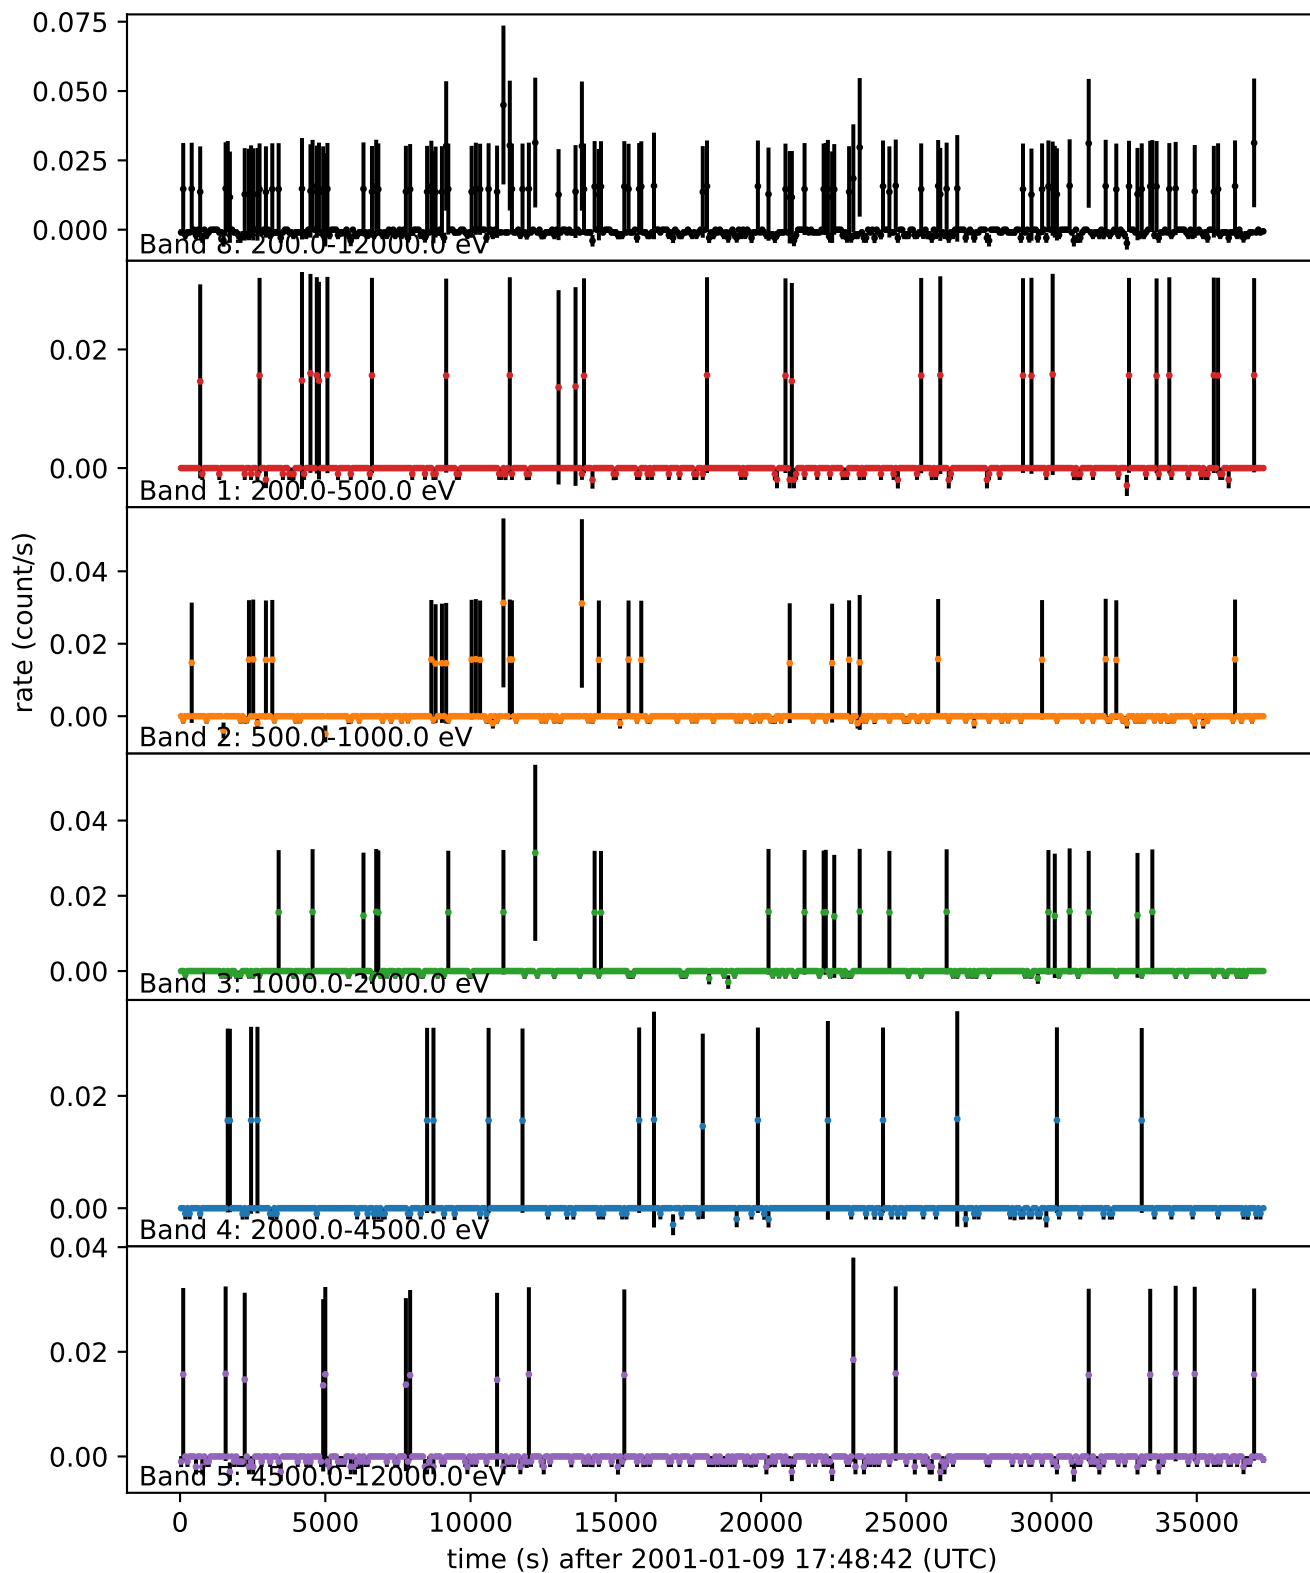 0.075
0.050
0.025
0.000
Band 8: 200.0-12000.0 eV
0.02
0.00
Band 1: 200.0-500.0 eV
0.04
0.02
0.00
Band 2: 500.0-1000.0 eV
rate (count/s)
0.04
0.02
0.00
Band 3: 1000.0-2000.0 eV
0.02
0.00
Band 4: 2000.0-4500.0 eV
0.04
0.02
0.00
Band 5: 4500.0-12000.0 eV
0 5000 10000 15000 20000 25000 30000 35000
time (s) after 2001-01-09 17:48:42 (UTC)